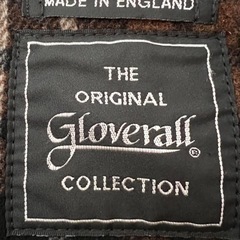 MADE IN ENGLAND
THE
ORIGINAL
Gloverall®
COLLECTION